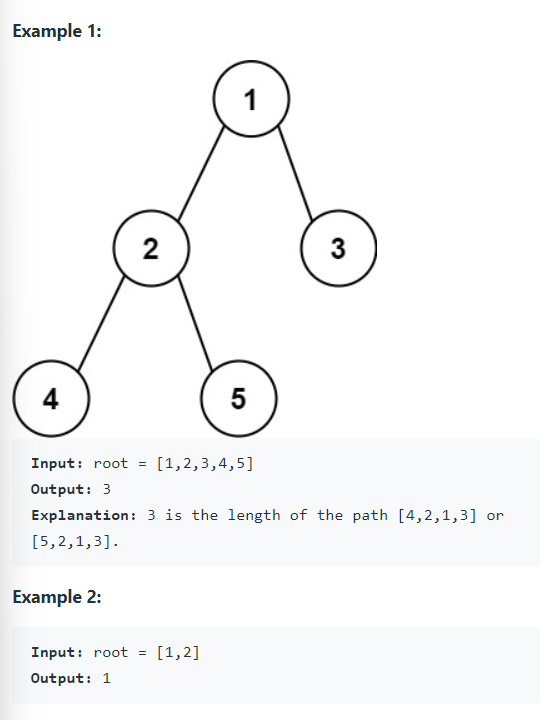 Example 1:
1
2
3
4
5
Input: root = [1,2,3,4,5]
Output: 3
Explanation: 3 is the length of the path [4,2,1,3] or
[5,2,1,3].
Example 2:
Input: root = [1,2]
Output: 1